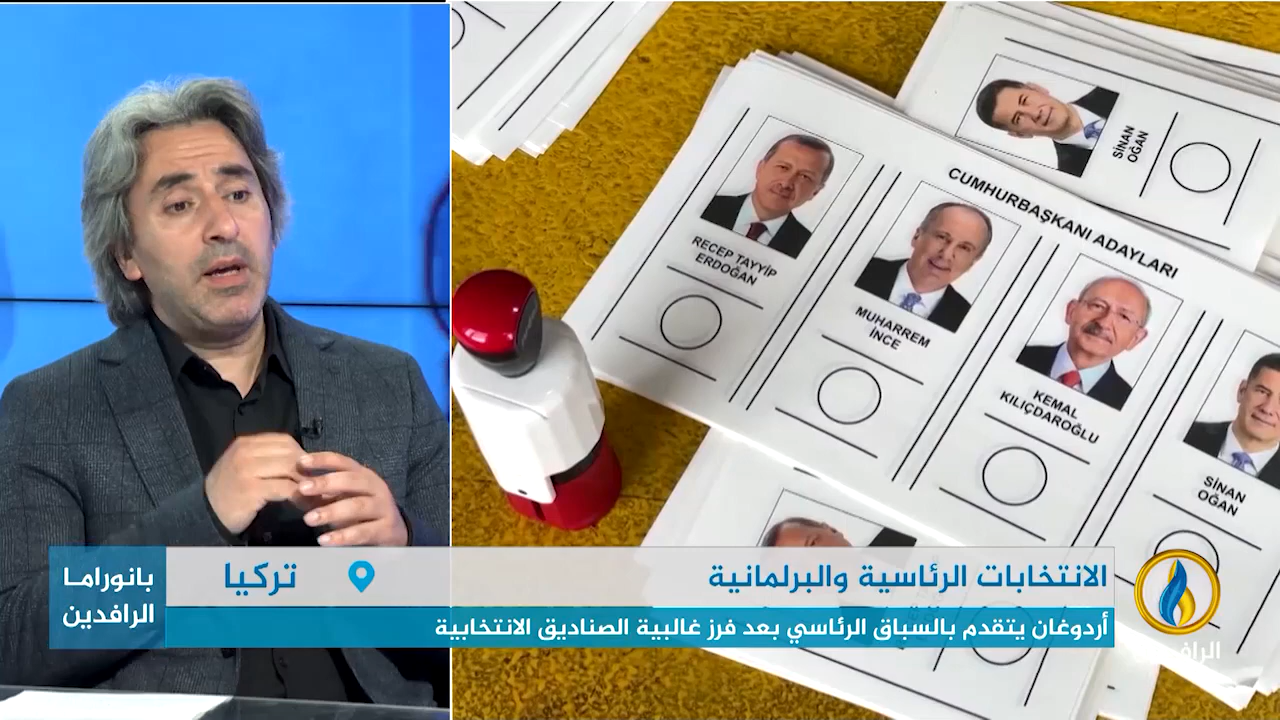 SİNAN
OĞAN
CUMHURBAŞKANI ADAYLARI
RECEP TAYYİP
ERDOĞAN
MUHARREM
İNCE
KEMAL
KILIÇDAROĞLU
SİNAN
OĞAN
الانتخابات الرئاسية والبرلمانية
تركيا
أردوغان يتقدم بالسباق الرئاسي بعد فرز غالبية الصناديق الانتخابية
بانوراما
الرافدين